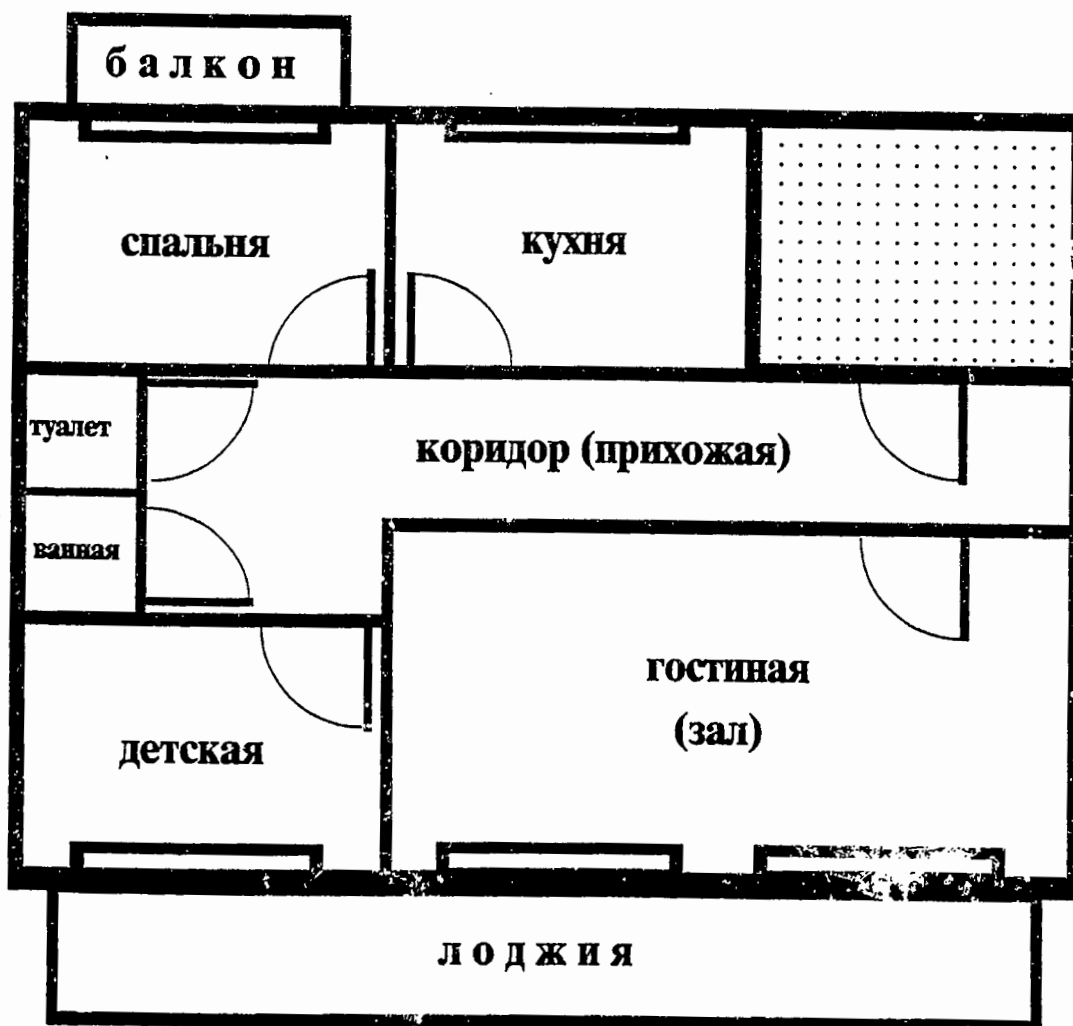 балкон
спальня
кухня
туалет
коридор (прихожая)
ванная
гостиная
(зал)
детская
лоджия